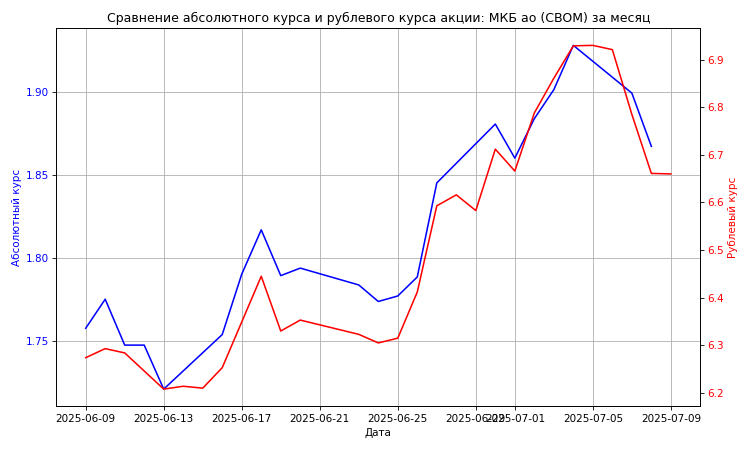 Сравнение абсолютного курса и рублевого курса акции: МКБ ао (CBOM) за месяц
Абсолютный курс
1.90
1.85
1.80
1.75
6.9
6.8
6.7
6.6
6.5
6.4
6.3
6.2
Рублевый курс
2025-06-09 2025-06-13 2025-06-17 2025-06-21 2025-06-25 2025-06-29 2025-07-01 2025-07-05 2025-07-09
Дата